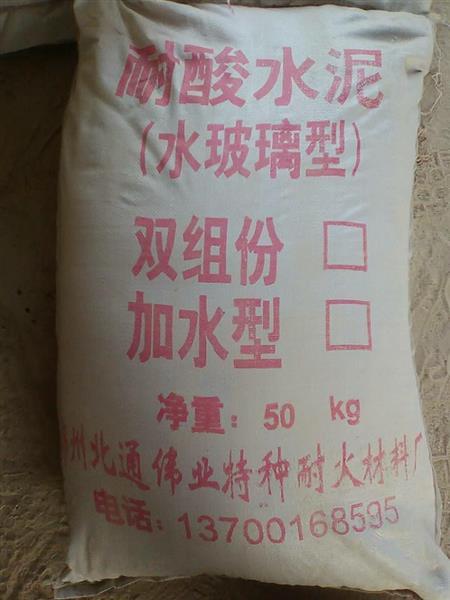 耐酸水泥
(水玻璃型)
双组份 □
加水型 □
净重: 50 kg
州北通伟业特种耐火材料厂
电话: 13700168595